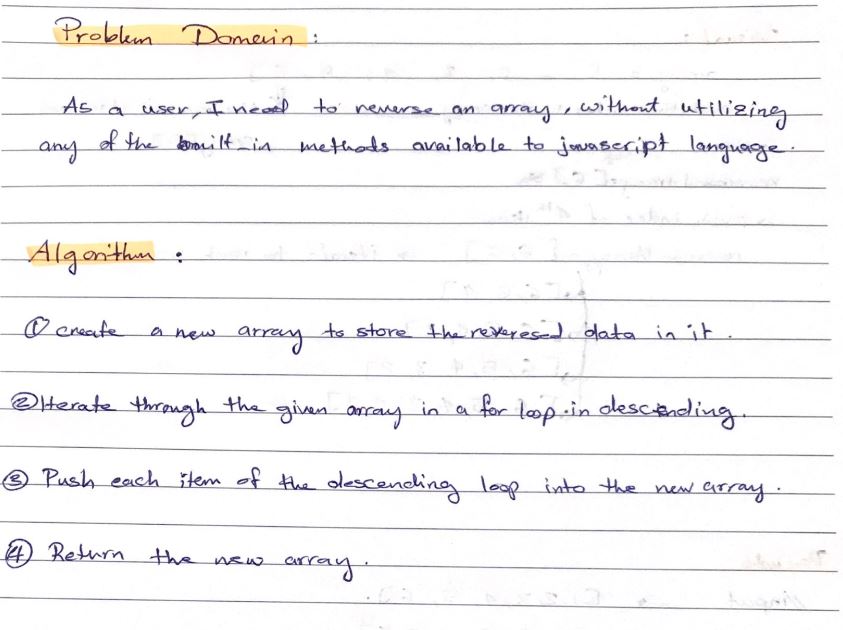 Problem Domain :
As a user, I need to reverse an array, without utilizing
any of the built-in methods available to javascript language.
Algorithm :
① create a new array to store the reveresed data in it.
② Iterate through the given array in a for loop in descending.
③ Push each item of the descending loop into the new array.
④ Return the new array.